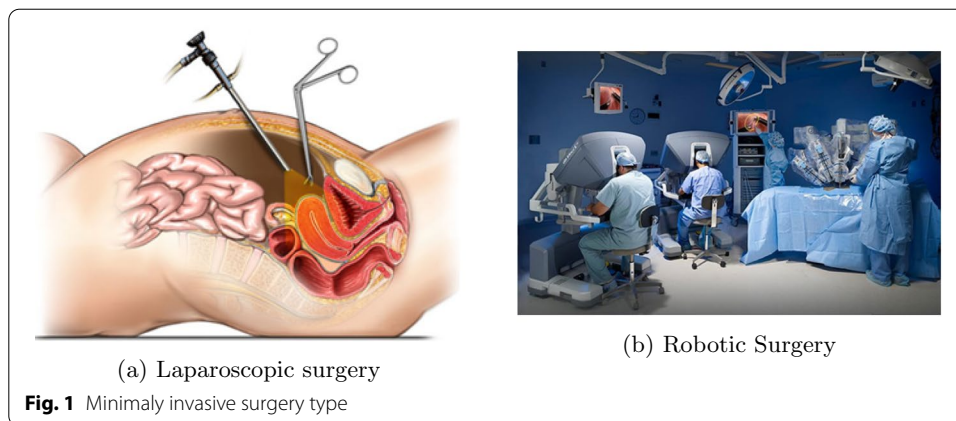 (a) Laparoscopic surgery
(b) Robotic Surgery
Fig. 1 Minimaly invasive surgery type